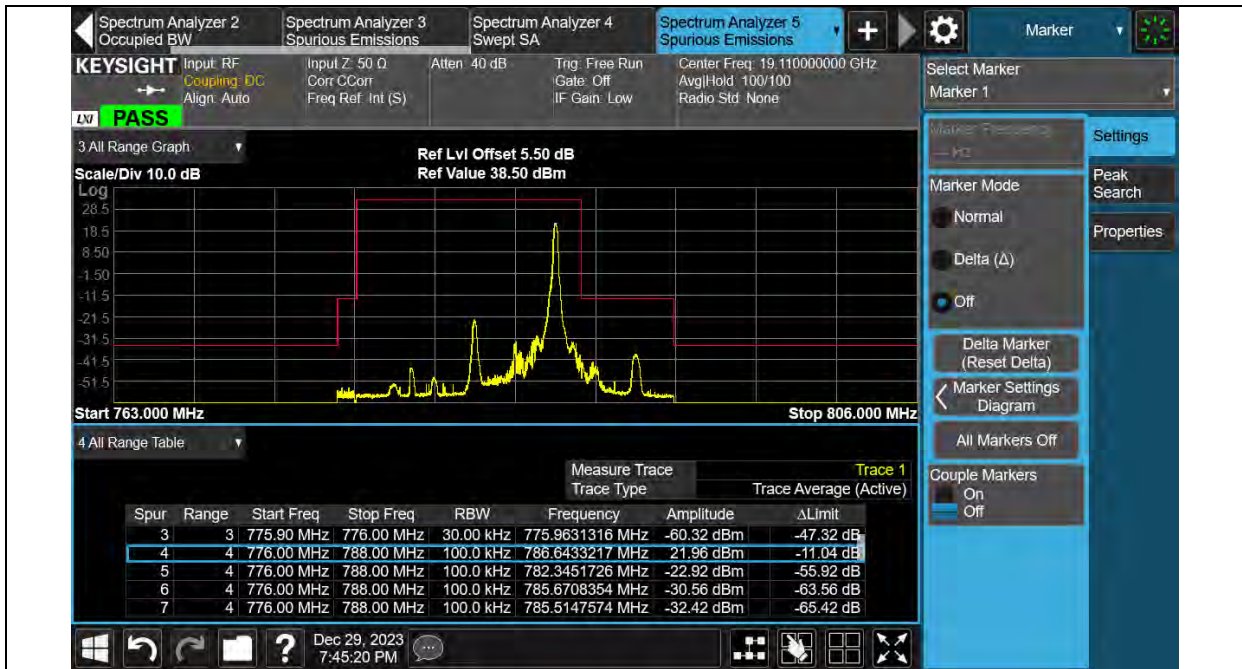 Spectrum Analyzer 2
Occupied BW
Spectrum Analyzer 3
Spurious Emissions
Spectrum Analyzer 4
Swept SA
Spectrum Analyzer 5
Spurious Emissions
Marker
KEYSIGHT
Input: RF
Coupling: DC
Align: Auto
Input Z: 50 Ω
Corr CCorr
Freq Ref: Int (S)
Atten: 40 dB
Trig: Free Run
Gate: Off
IF Gain: Low
Center Freq: 19.110000000 GHz
Avg|Hold: 100/100
Radio Std: None
LXI PASS
Select Marker
Marker 1
Marker Frequency
--- Hz
Settings
Peak
Search
Properties
Marker Mode
Normal
Delta (Δ)
Off
Delta Marker
(Reset Delta)
Marker Settings
Diagram
All Markers Off
Couple Markers
On
Off
3 All Range Graph
Scale/Div 10.0 dB
Ref Lvl Offset 5.50 dB
Ref Value 38.50 dBm
Log
28.5
18.5
8.50
-1.50
-11.5
-21.5
-31.5
-41.5
-51.5
Start 763.000 MHz
Stop 806.000 MHz
4 All Range Table
Measure Trace Trace 1
Trace Type Trace Average (Active)
Spur Range Start Freq Stop Freq RBW Frequency Amplitude ΔLimit
3 3 775.90 MHz 776.00 MHz 30.00 kHz 775.9631316 MHz -60.32 dBm -47.32 dB
4 4 776.00 MHz 788.00 MHz 100.0 kHz 786.6433217 MHz 21.96 dBm -11.04 dB
5 4 776.00 MHz 788.00 MHz 100.0 kHz 782.3451726 MHz -22.92 dBm -55.92 dB
6 4 776.00 MHz 788.00 MHz 100.0 kHz 785.6708354 MHz -30.56 dBm -63.56 dB
7 4 776.00 MHz 788.00 MHz 100.0 kHz 785.5147574 MHz -32.42 dBm -65.42 dB
Dec 29, 2023
7:45:20 PM